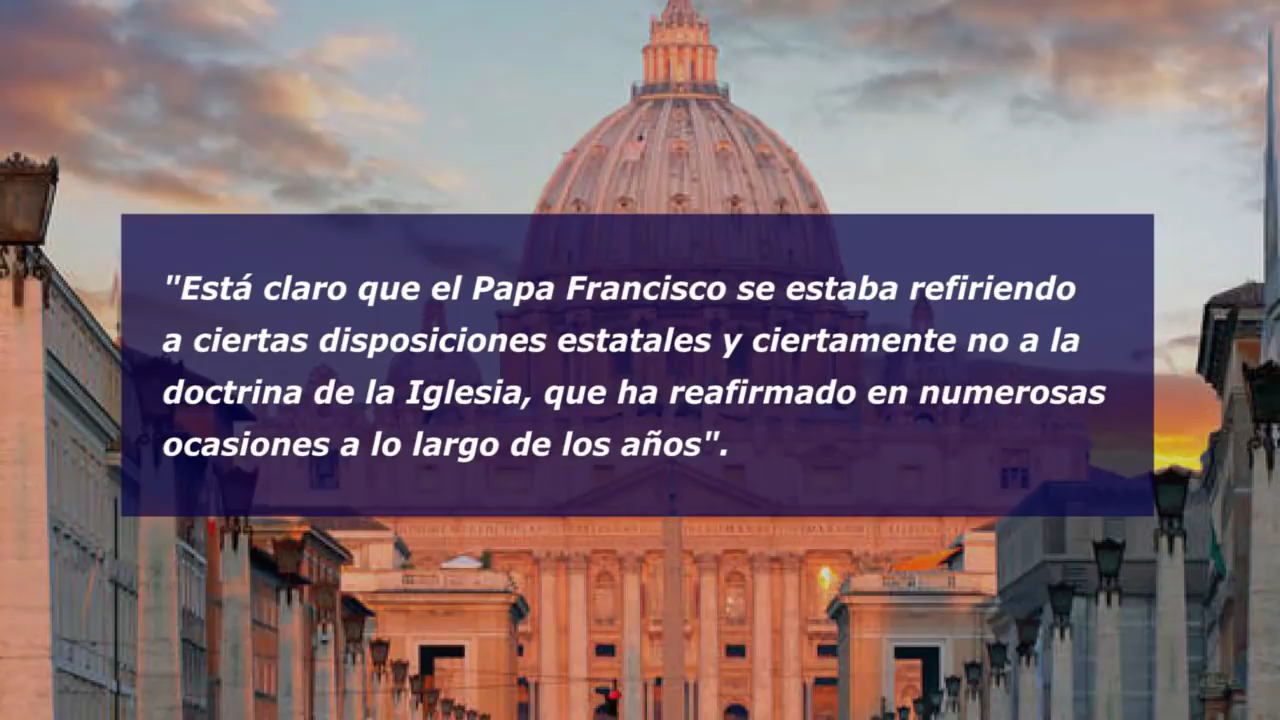 "Está claro que el Papa Francisco se estaba refiriendo
a ciertas disposiciones estatales y ciertamente no a la
doctrina de la Iglesia, que ha reafirmado en numerosas
ocasiones a lo largo de los años".